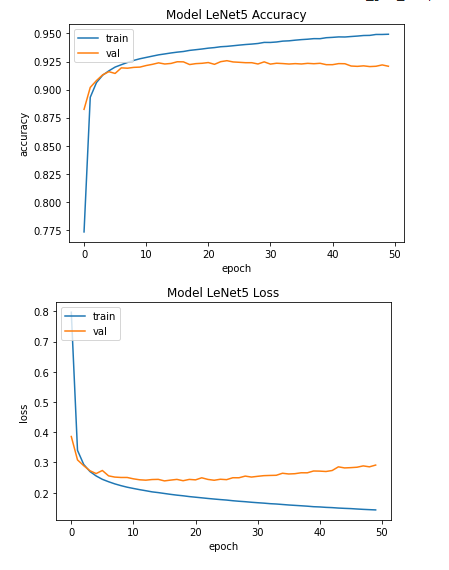 Model LeNet5 Accuracy
0.950
0.925
0.900
0.875
0.850
0.825
0.800
0.775
train
val
accuracy
0 10 20 30 40 50
epoch
Model LeNet5 Loss
0.8
0.7
0.6
0.5
0.4
0.3
0.2
train
val
loss
0 10 20 30 40 50
epoch